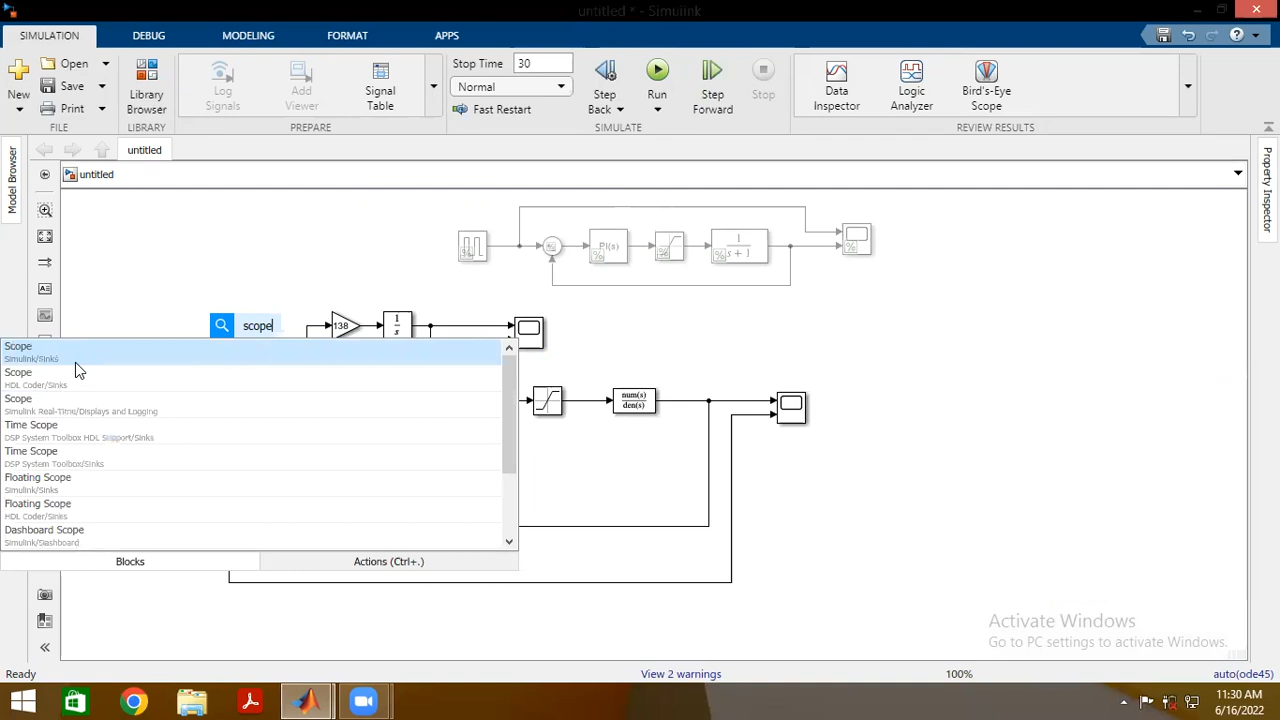 untitled * - Simulink
SIMULATION
DEBUG
MODELING
FORMAT
APPS
New
Open
Save
Print
FILE
Library
Browser
LIBRARY
Log
Signals
Add
Viewer
Signal
Table
PREPARE
Stop Time 30
Normal
Fast Restart
Step
Back
Run
Step
Forward
Stop
SIMULATE
Data
Inspector
Logic
Analyzer
Bird's-Eye
Scope
REVIEW RESULTS
Model Browser
untitled
untitled
Property Inspector
PI(s)
1
s + 1
scope
138
1
s
Scope
Simulink/Sinks
Scope
HDL Coder/Sinks
Scope
Simulink Real-Time/Displays and Logging
Time Scope
DSP System Toolbox HDL Support/Sinks
Time Scope
DSP System Toolbox/Sinks
Floating Scope
Simulink/Sinks
Floating Scope
HDL Coder/Sinks
Dashboard Scope
Simulink/Dashboard
Blocks
Actions (Ctrl+.)
num(s)
den(s)
Activate Windows
Go to PC settings to activate Windows.
Ready
View 2 warnings
100%
auto(ode45)
11:30 AM
6/16/2022